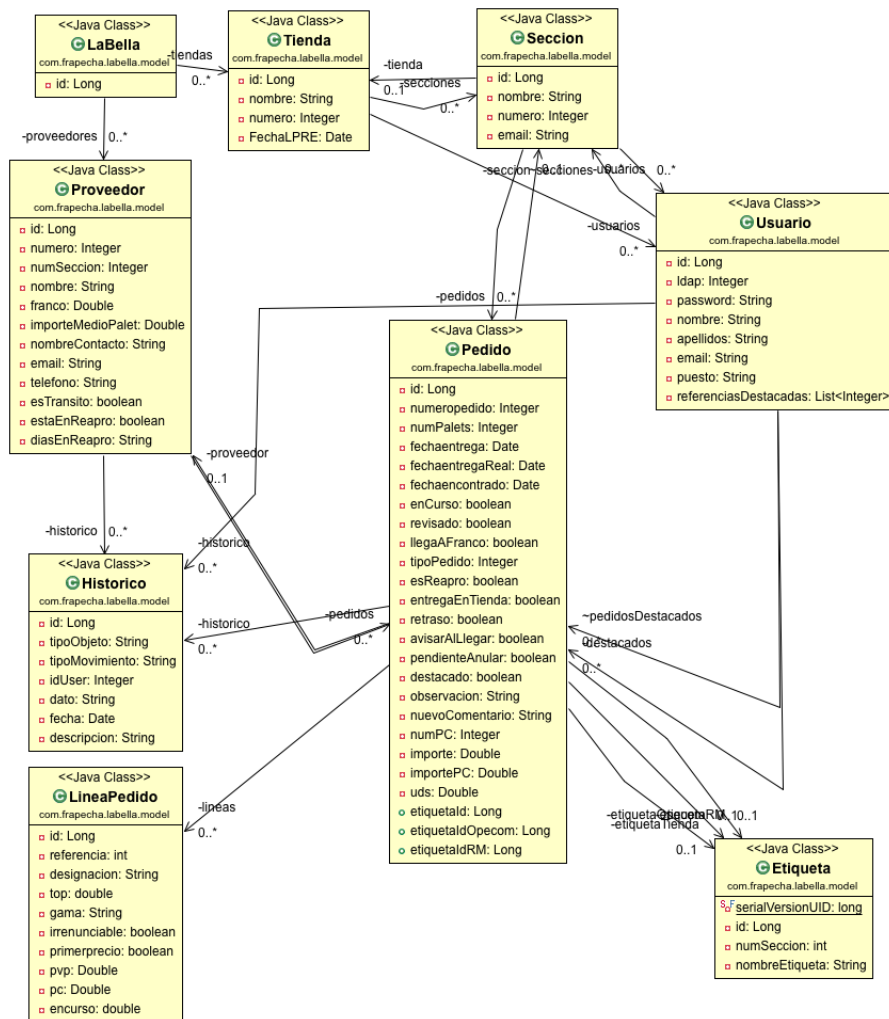 <<Java Class>>
LaBella
com.frapecha.labella.model
id: Long
-tiendas
0..*
<<Java Class>>
Tienda
com.frapecha.labella.model
id: Long
nombre: String
numero: Integer
FechaLPRE: Date
-tienda
0..1
-secciones
0..*
<<Java Class>>
Seccion
com.frapecha.labella.model
id: Long
nombre: String
numero: Integer
email: String
-proveedores
0..*
<<Java Class>>
Proveedor
com.frapecha.labella.model
id: Long
numero: Integer
numSeccion: Integer
nombre: String
franco: Double
importeMedioPalet: Double
nombreContacto: String
email: String
telefono: String
esTransito: boolean
estaEnReapro: boolean
diasEnReapro: String
-seccion
0..1
-secciones
0..*
-usuarios
0..*
-usuarios
0..*
<<Java Class>>
Usuario
com.frapecha.labella.model
id: Long
ldap: Integer
password: String
nombre: String
apellidos: String
email: String
puesto: String
referenciasDestacadas: List<Integer>
-pedidos
0..*
<<Java Class>>
Pedido
com.frapecha.labella.model
id: Long
numeropedido: Integer
numPalets: Integer
fechaentrega: Date
fechaentregaReal: Date
fechaencontrado: Date
enCurso: boolean
revisado: boolean
llegaAFranco: boolean
tipoPedido: Integer
esReapro: boolean
entregaEnTienda: boolean
retraso: boolean
avisarAlLlegar: boolean
pendienteAnular: boolean
destacado: boolean
observacion: String
nuevoComentario: String
numPC: Integer
importe: Double
importePC: Double
uds: Double
etiquetaId: Long
etiquetaIdOpecom: Long
etiquetaIdRM: Long
-proveedor
0..1
-historico
0..*
-historico
0..*
<<Java Class>>
Historico
com.frapecha.labella.model
id: Long
tipoObjeto: String
tipoMovimiento: String
idUser: Integer
dato: String
fecha: Date
descripcion: String
-historico
0..*
-pedidos
0..*
~pedidosDestacados
-destacados
0..*
-lineas
0..*
<<Java Class>>
LineaPedido
com.frapecha.labella.model
id: Long
referencia: int
designacion: String
top: double
gama: String
irrenunciable: boolean
primerprecio: boolean
pvp: Double
pc: Double
encurso: double
-etiquetaTienda
0..1
0..1
<<Java Class>>
Etiqueta
com.frapecha.labella.model
serialVersionUID: long
id: Long
numSeccion: int
nombreEtiqueta: String